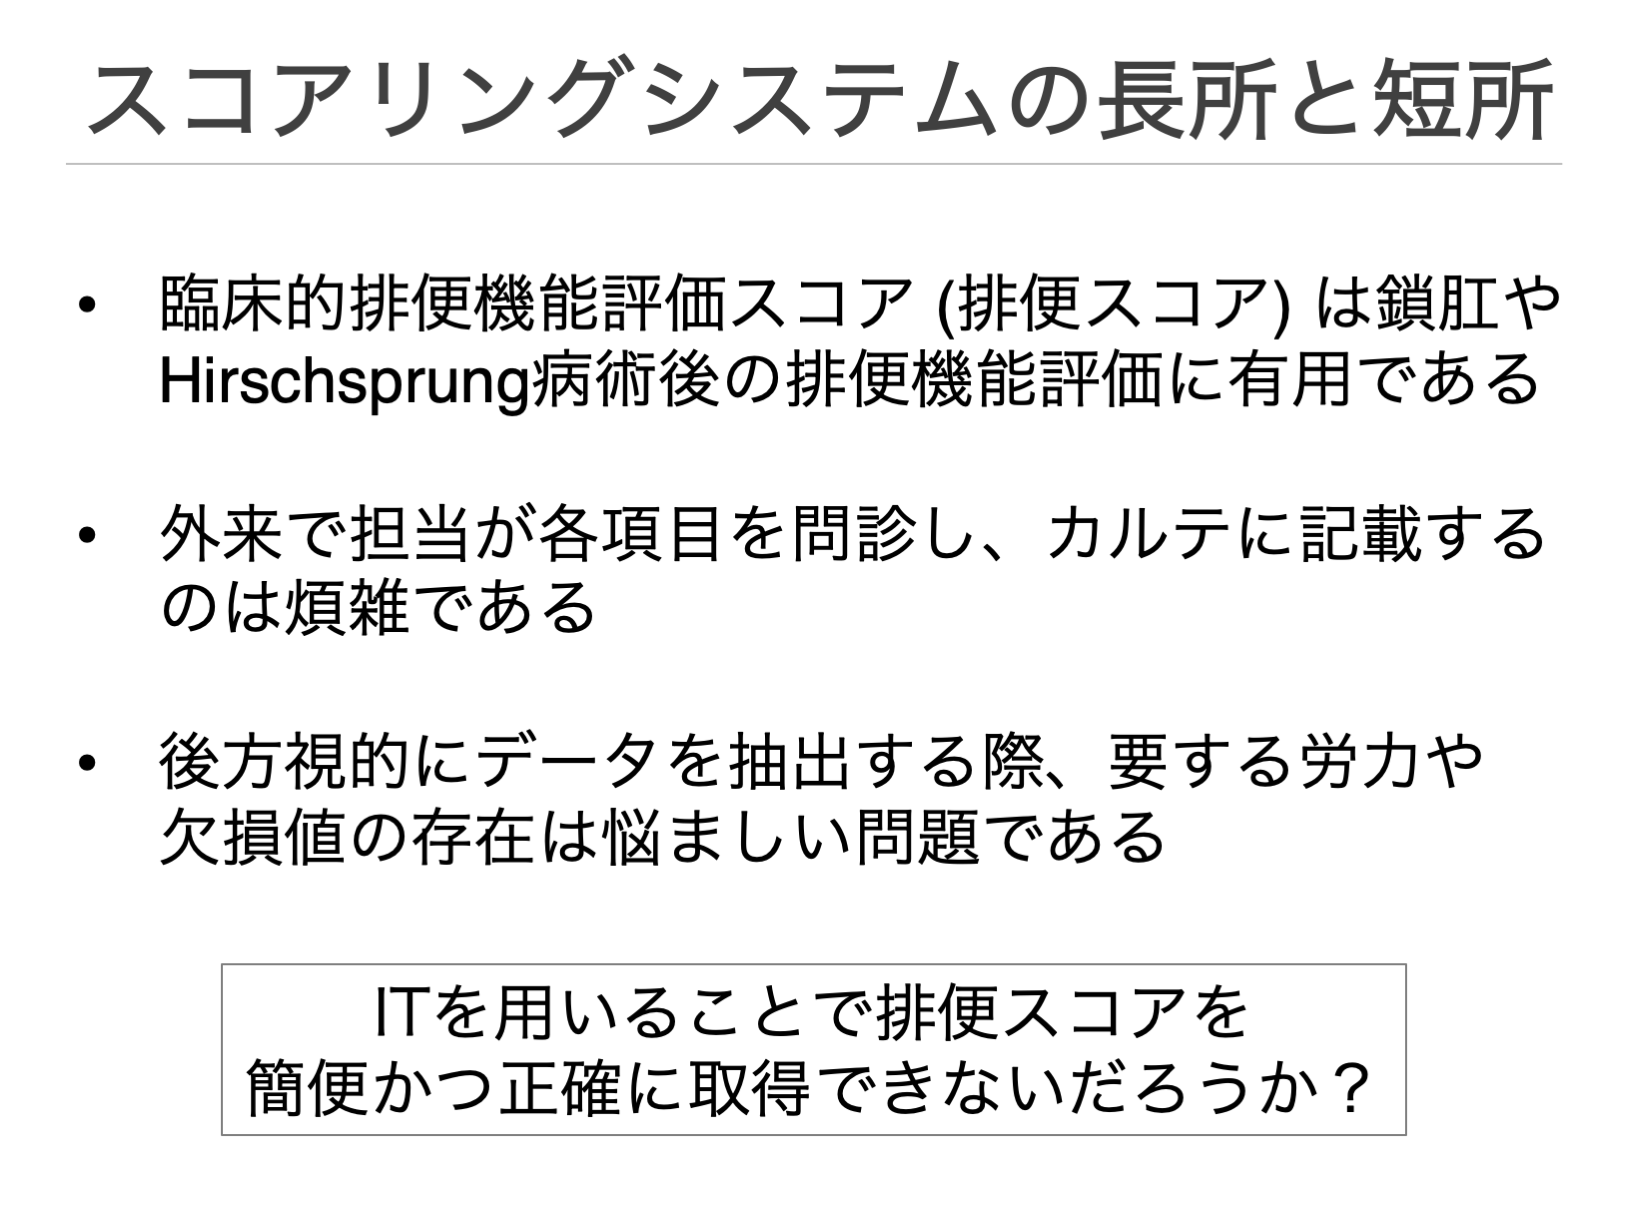 スコアリングシステムの長所と短所
• 臨床的排便機能評価スコア (排便スコア) は鎖肛や
Hirschsprung病術後の排便機能評価に有用である
• 外来で担当が各項目を問診し、カルテに記載する
のは煩雑である
• 後方視的にデータを抽出する際、要する労力や
欠損値の存在は悩ましい問題である
ITを用いることで排便スコアを
簡便かつ正確に取得できないだろうか？